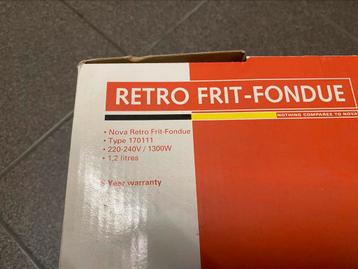 RETRO FRIT-FONDUE
NOTHING COMPARES TO NOVA
• Nova Retro Frit-Fondue
• Type 170111
• 220-240V / 1300W
• 1,2 litres
Year warranty